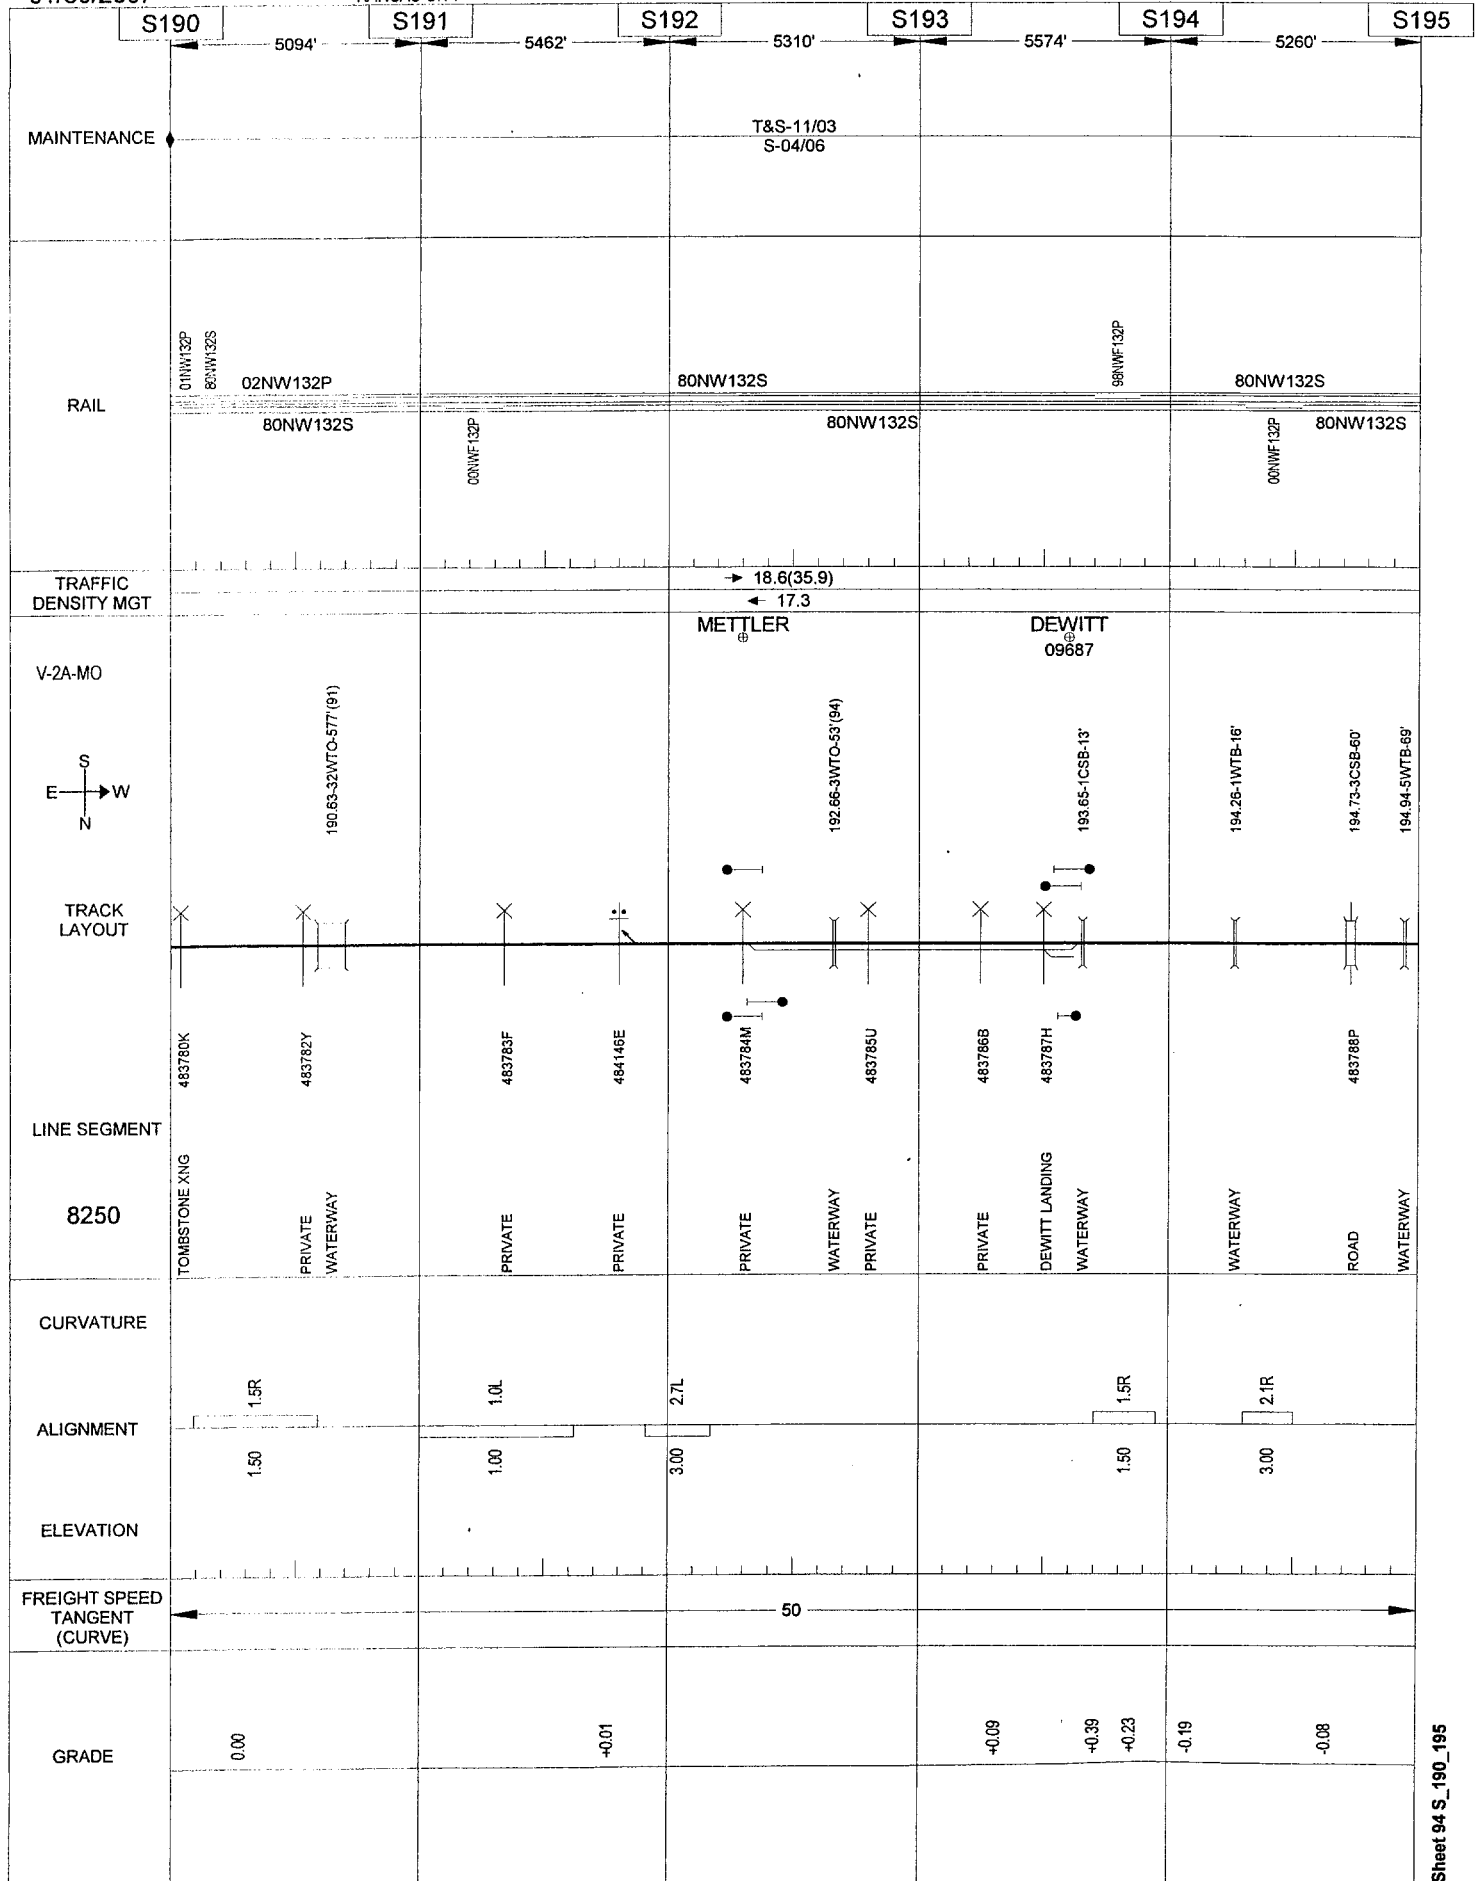 S190
S191
S192
S193
S194
S195
5094'
5462'
5310'
5574'
5260'
MAINTENANCE
T&S-11/03
S-04/06
01NW132P
80NW132S
98NWF132P
02NW132P
80NW132S
80NW132S
RAIL
80NW132S
80NW132S
80NW132S
00NWF132P
00NWF132P
TRAFFIC
DENSITY MGT
18.6(35.9)
17.3
METTLER
DEWITT
09687
V-2A-MO
190.63-32WTO-577'(91)
192.66-3WTO-53'(94)
193.65-1CSB-13'
194.26-1WTB-16'
194.73-3CSB-60'
194.94-5WTB-69'
S
E W
N
TRACK
LAYOUT
483780K
483782Y
483783F
484146E
483784M
483785U
483786B
483787H
483788P
LINE SEGMENT
8250
TOMBSTONE XNG
PRIVATE
WATERWAY
PRIVATE
PRIVATE
PRIVATE
WATERWAY
PRIVATE
PRIVATE
DEWITT LANDING
WATERWAY
WATERWAY
ROAD
WATERWAY
CURVATURE
1.5R
1.0L
2.7L
1.5R
2.1R
ALIGNMENT
1.50
1.00
3.00
1.50
3.00
ELEVATION
FREIGHT SPEED
TANGENT
(CURVE)
50
GRADE
0.00
+0.01
+0.09
+0.39
+0.23
-0.19
-0.08
Sheet 94 S_190_195